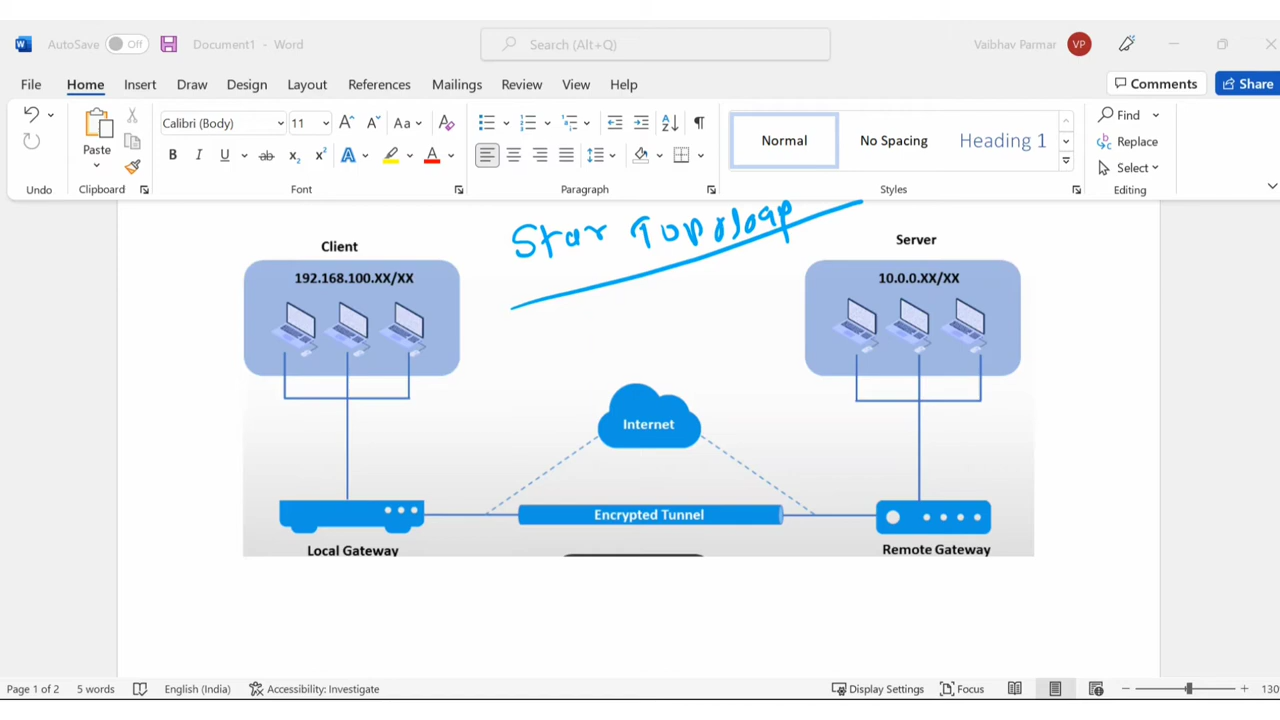 AutoSave Off Document1 - Word Search (Alt+Q) Vaibhav Parmar VP
File Home Insert Draw Design Layout References Mailings Review View Help Comments Share
Paste Calibri (Body) 11 Aa Normal No Spacing Heading 1 Find
Replace
Select
Undo Clipboard Font Paragraph Styles Editing
Star
Client Server
192.168.100.XX/XX 10.0.0.XX/XX
Internet
Encrypted Tunnel
Local Gateway Remote Gateway
Page 1 of 2 5 words English (India) Accessibility: Investigate Display Settings Focus 130